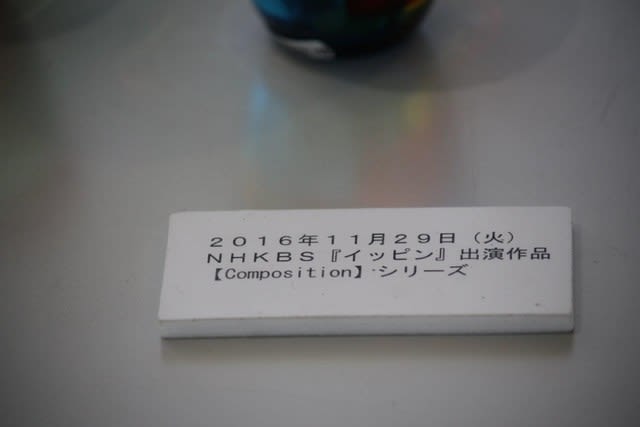 ２０１６年１１月２９日（火）
ＮＨＫＢＳ『イッピン』出演作品
【Composition】・シリーズ